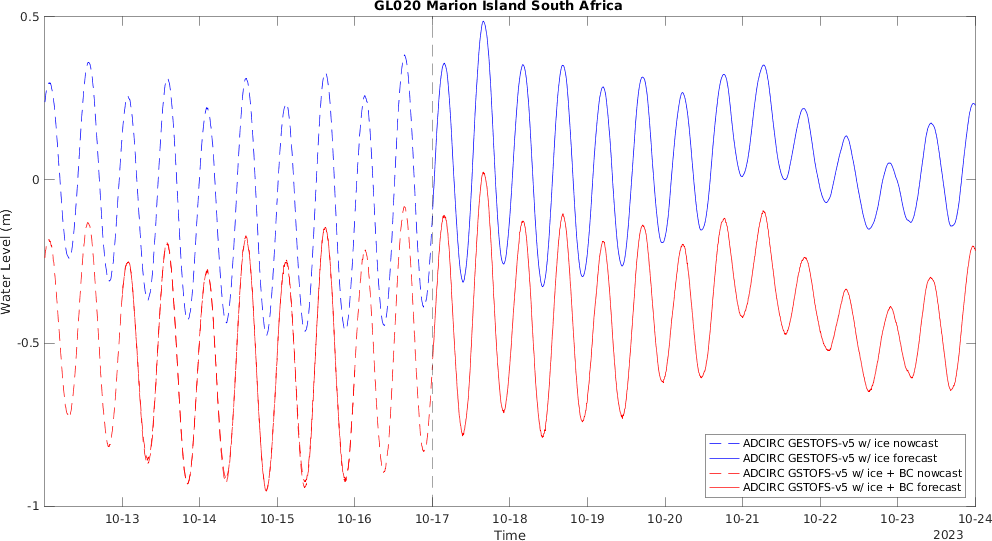 GL020 Marion Island South Africa
Water Level (m)
0.5
0
-0.5
-1
ADCIRC GESTOFS-v5 w/ ice nowcast
ADCIRC GESTOFS-v5 w/ ice forecast
ADCIRC GSTOFS-v5 w/ ice + BC nowcast
ADCIRC GSTOFS-v5 w/ ice + BC forecast
10-13 10-14 10-15 10-16 10-17 10-18 10-19 10-20 10-21 10-22 10-23 10-24
Time
2023